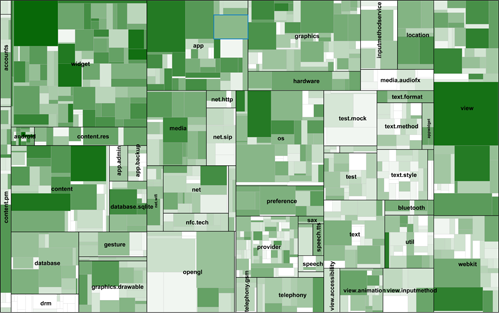 accounts
widget
app
graphics
inputmethodservice
location
hardware
media.audiofx
net.http
text.format
view
media
test.mock
android
content.res
net.sip
os
text.method
app.admin
app.backup
content
test
text.style
content.pm
database.sqlite
net
preference
bluetooth
nfc.tech
sax
gesture
provider
speech.tts
text
util
database
opengl
speech
webkit
graphics.drawable
telephony.gsm
telephony
view.accessibility
view.animation
view.inputmethod
drm